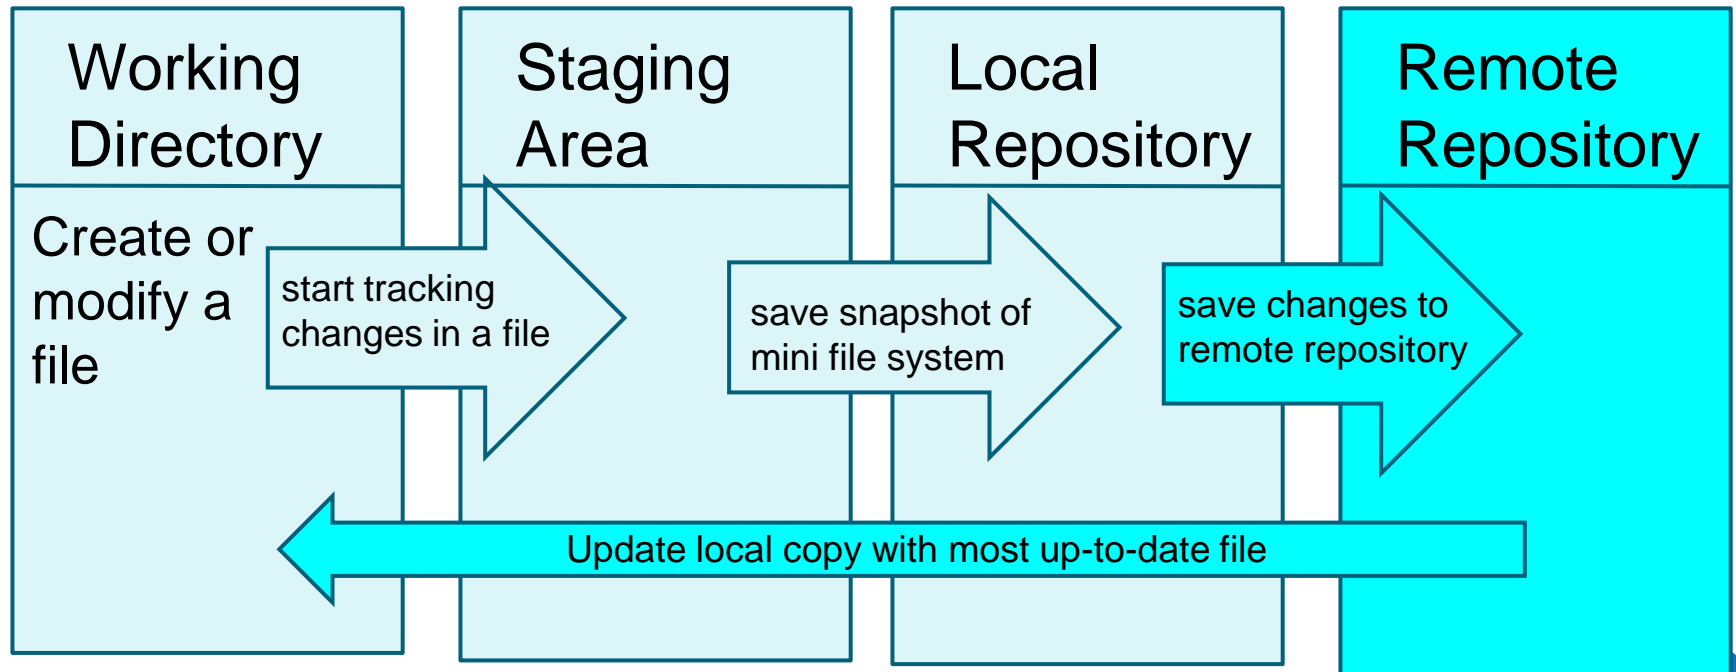 Working
Directory
Staging
Area
Local
Repository
Remote
Repository
Create or
modify a
file
start tracking
changes in a file
save snapshot of
mini file system
save changes to
remote repository
Update local copy with most up-to-date file